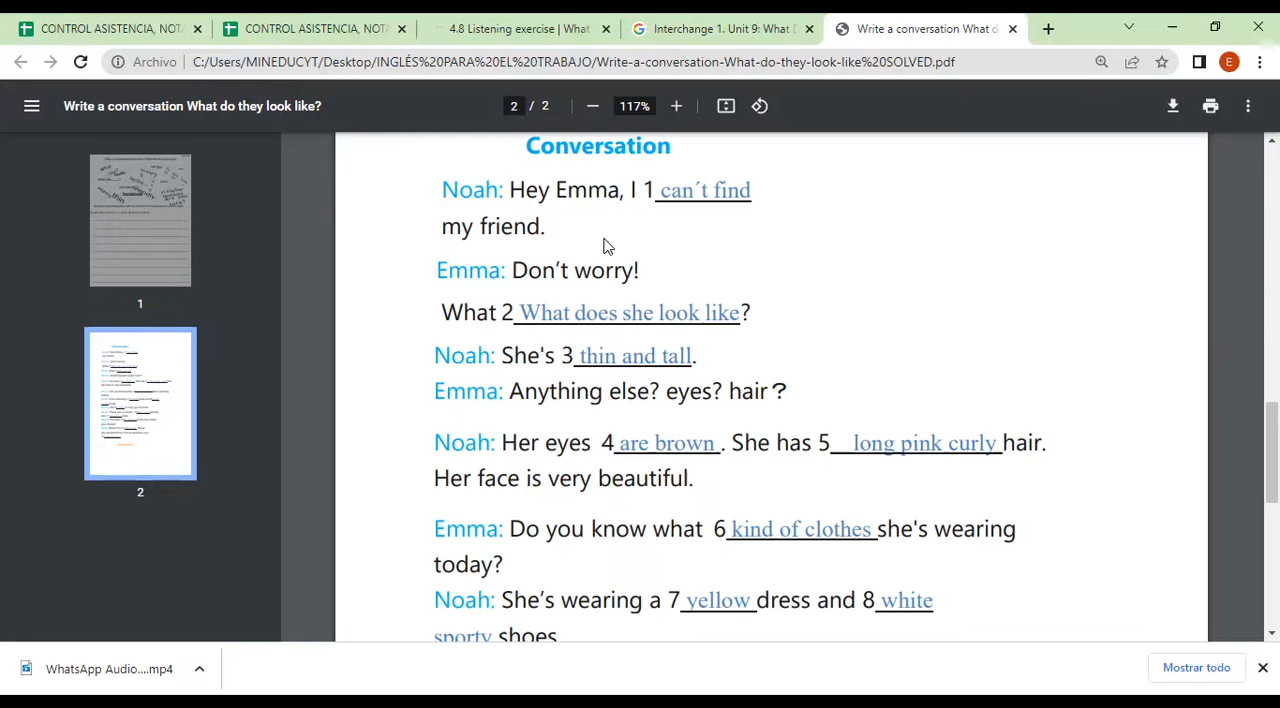 CONTROL ASISTENCIA, NOTA
CONTROL ASISTENCIA, NOTA
4.8 Listening exercise | What
Interchange 1. Unit 9: What D
Write a conversation What do
Archivo
C:/Users/MINEDUCYT/Desktop/INGLÉS%20PARA%20EL%20TRABAJO/Write-a-conversation-What-do-they-look-like%20SOLVED.pdf
E
Write a conversation What do they look like?
2 / 2
117%
1
2
Conversation
Noah: Hey Emma, I 1 can´t find
my friend.
Emma: Don't worry!
What 2 What does she look like?
Noah: She's 3 thin and tall.
Emma: Anything else? eyes? hair?
Noah: Her eyes 4 are brown . She has 5__ long pink curly hair.
Her face is very beautiful.
Emma: Do you know what 6 kind of clothes she's wearing
today?
Noah: She's wearing a 7 yellow dress and 8 white
sporty shoes
WhatsApp Audio....mp4
Mostrar todo